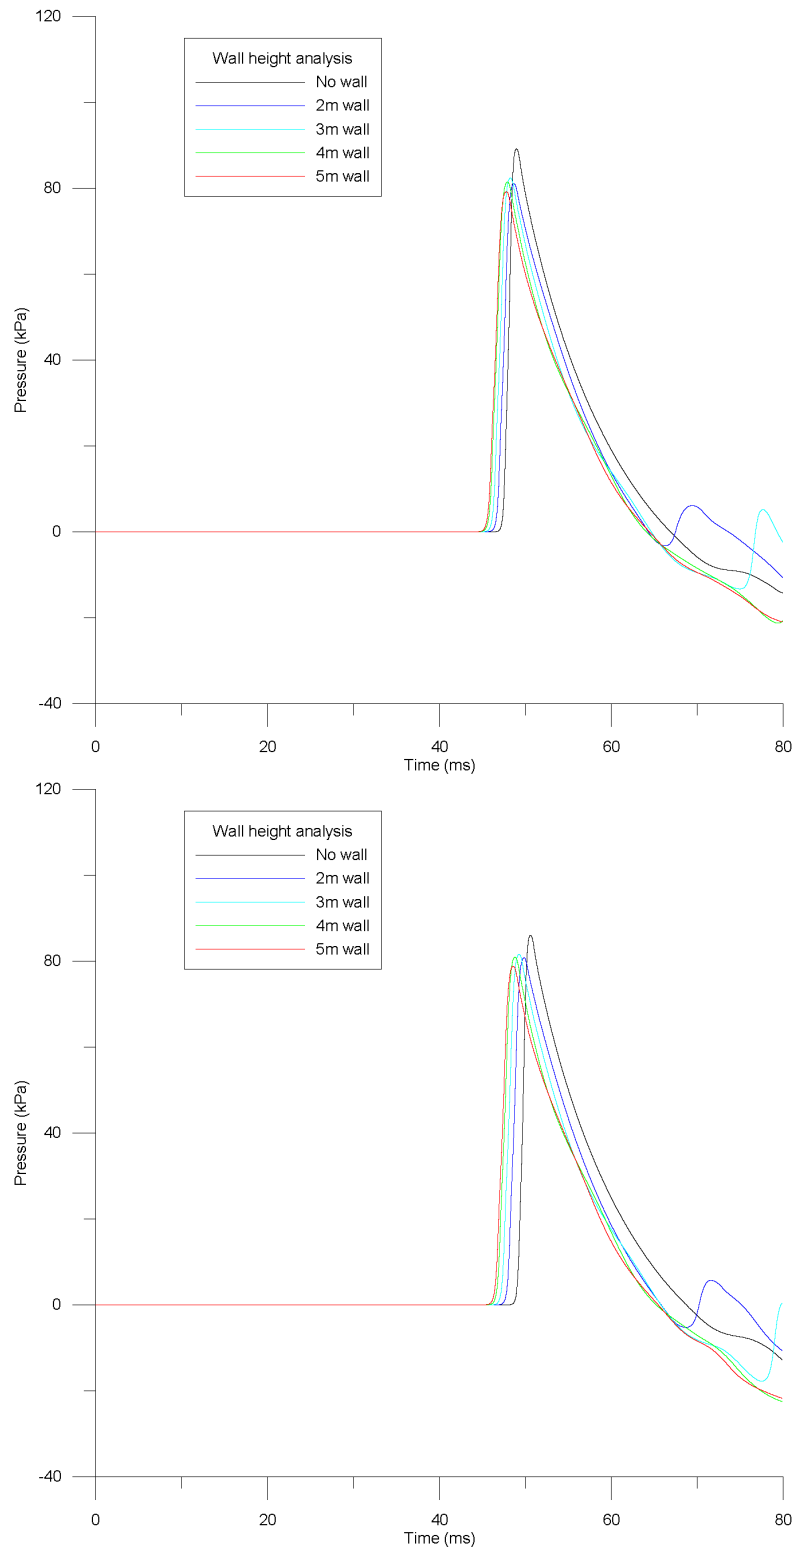 120
Wall height analysis
No wall
2m wall
3m wall
4m wall
5m wall
80
40
0
-40
Pressure (kPa)
0 20 40 60 80
Time (ms)
120
Wall height analysis
No wall
2m wall
3m wall
4m wall
5m wall
80
40
0
-40
Pressure (kPa)
0 20 40 60 80
Time (ms)